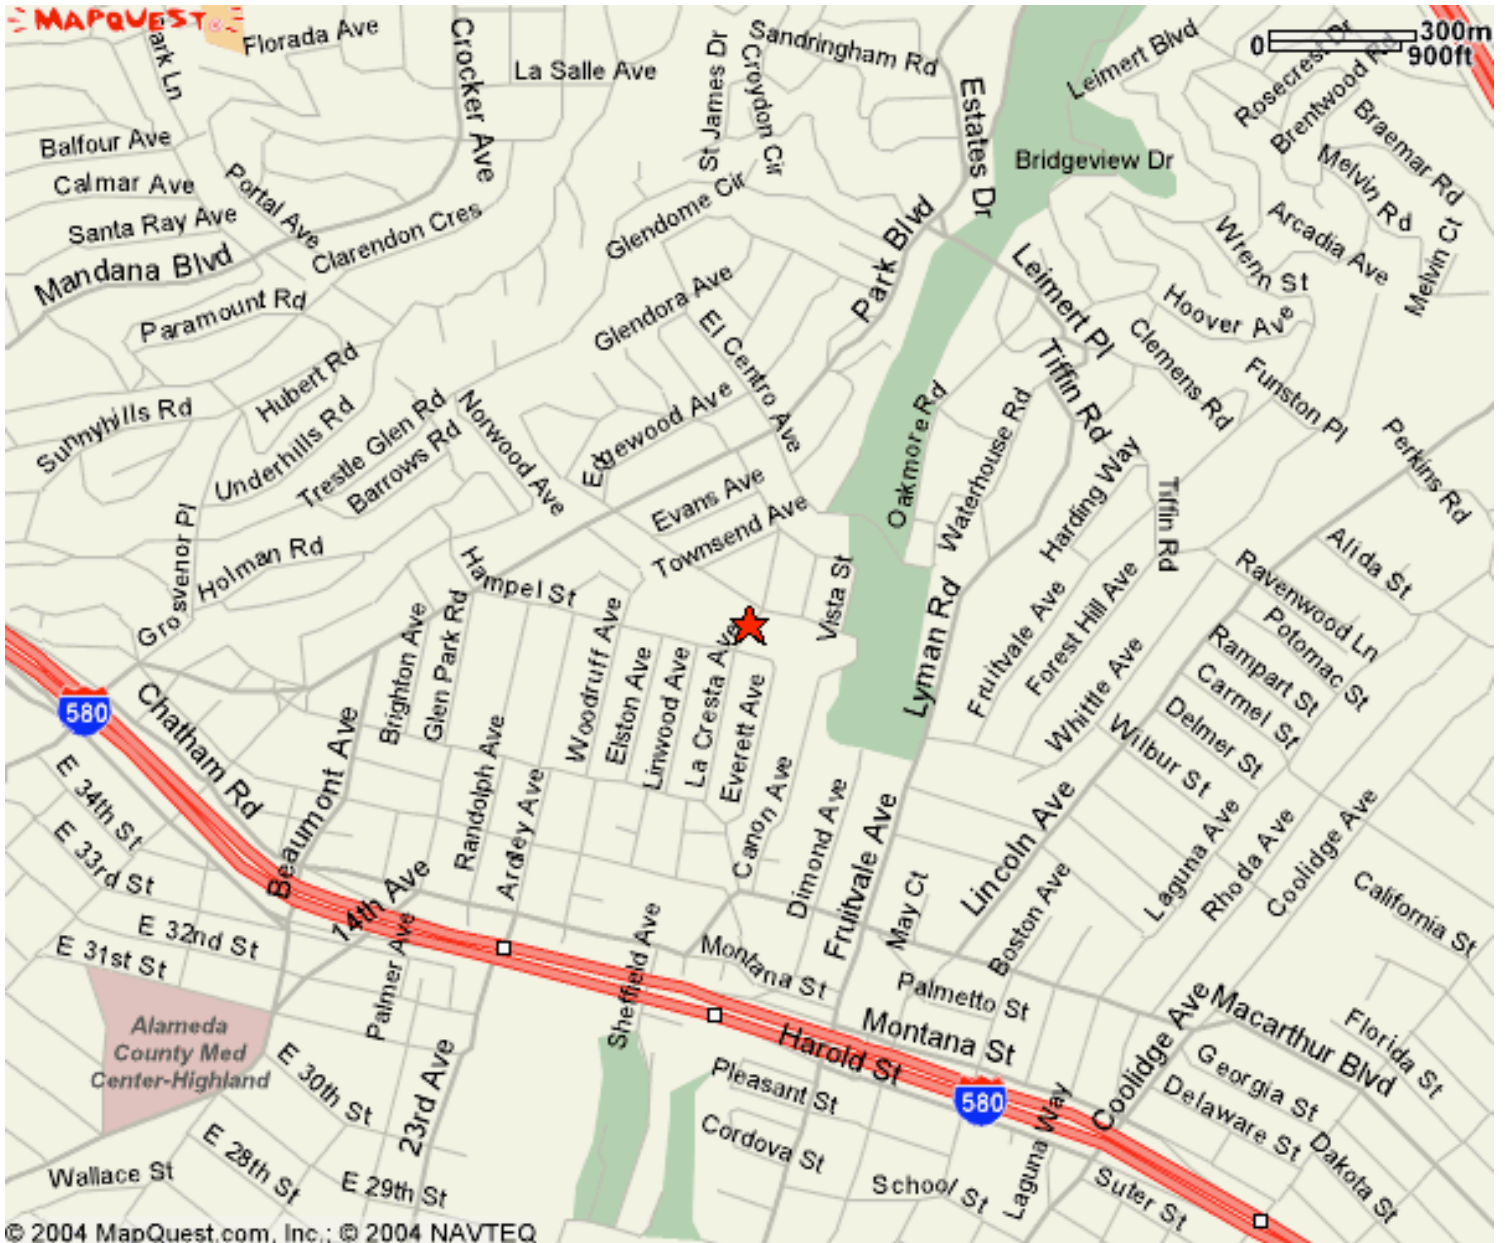 MAPQUEST
Park Ln
Florada Ave
Crocker Ave
La Salle Ave
St James Dr
Croydon Cir
Sandringham Rd
Estates Dr
Leimert Blvd
0
300m
900ft
Rosecrest Dr
Brentwood Rd
Braemar Rd
Balfour Ave
Calmar Ave
Santa Ray Ave
Portal Ave
Mandana Blvd
Clarendon Cres
Glendome Cir
Bridgeview Dr
Melvin Rd
Arcadia Ave
Melvin Ct
Wrenn St
Park Blvd
Leimert Pl
Hoover Ave
Paramount Rd
Glendora Ave
El Centro Ave
Clemens Rd
Funston Pl
Tiffin Rd
Hubert Rd
Sunnyhills Rd
Underhills Rd
Trestle Glen Rd
Barrows Rd
Norwood Ave
Edgewood Ave
Oakmore Rd
Waterhouse Rd
Harding Way
Perkins Rd
Tiffin Rd
Evans Ave
Townsend Ave
Grosvenor Pl
Holman Rd
Hampel St
Vista St
Alida St
Ravenwood Ln
Potomac St
Rampart St
Carmel St
Delmer St
Wilbur St
Brighton Ave
Glen Park Rd
Woodruff Ave
Elston Ave
Linwood Ave
La Cresta Ave
Everett Ave
Lyman Rd
Fruitvale Ave
Forest Hill Ave
Whittle Ave
580
Chatham Rd
Beaumont Ave
Randolph Ave
Ardley Ave
Canon Ave
Dimond Ave
Fruitvale Ave
Lincoln Ave
Laguna Ave
Rhoda Ave
Coolidge Ave
E 34th St
E 33rd St
E 32nd St
E 31st St
14th Ave
Palmer Ave
Sheffield Ave
Montana St
May Ct
Boston Ave
Palmetto St
California St
Alameda
County Med
Center-Highland
Montana St
Harold St
Coolidge Ave
Macarthur Blvd
Florida St
Georgia St
Delaware St
Dakota St
E 30th St
23rd Ave
Pleasant St
Cordova St
580
Laguna Way
School St
Suter St
Wallace St
E 28th St
E 29th St
© 2004 MapQuest.com, Inc.; © 2004 NAVTEQ